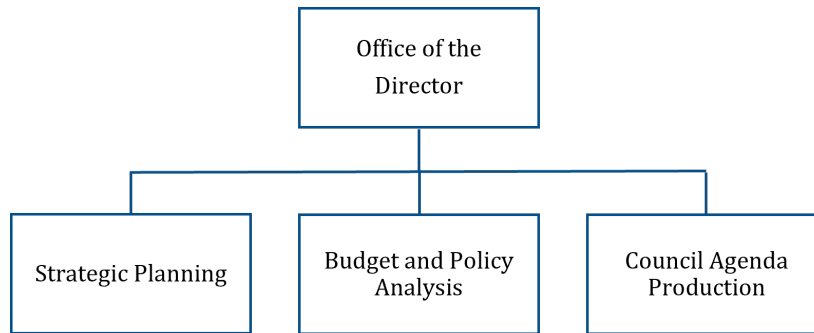 Office of the
Director
Strategic Planning
Budget and Policy
Analysis
Council Agenda
Production